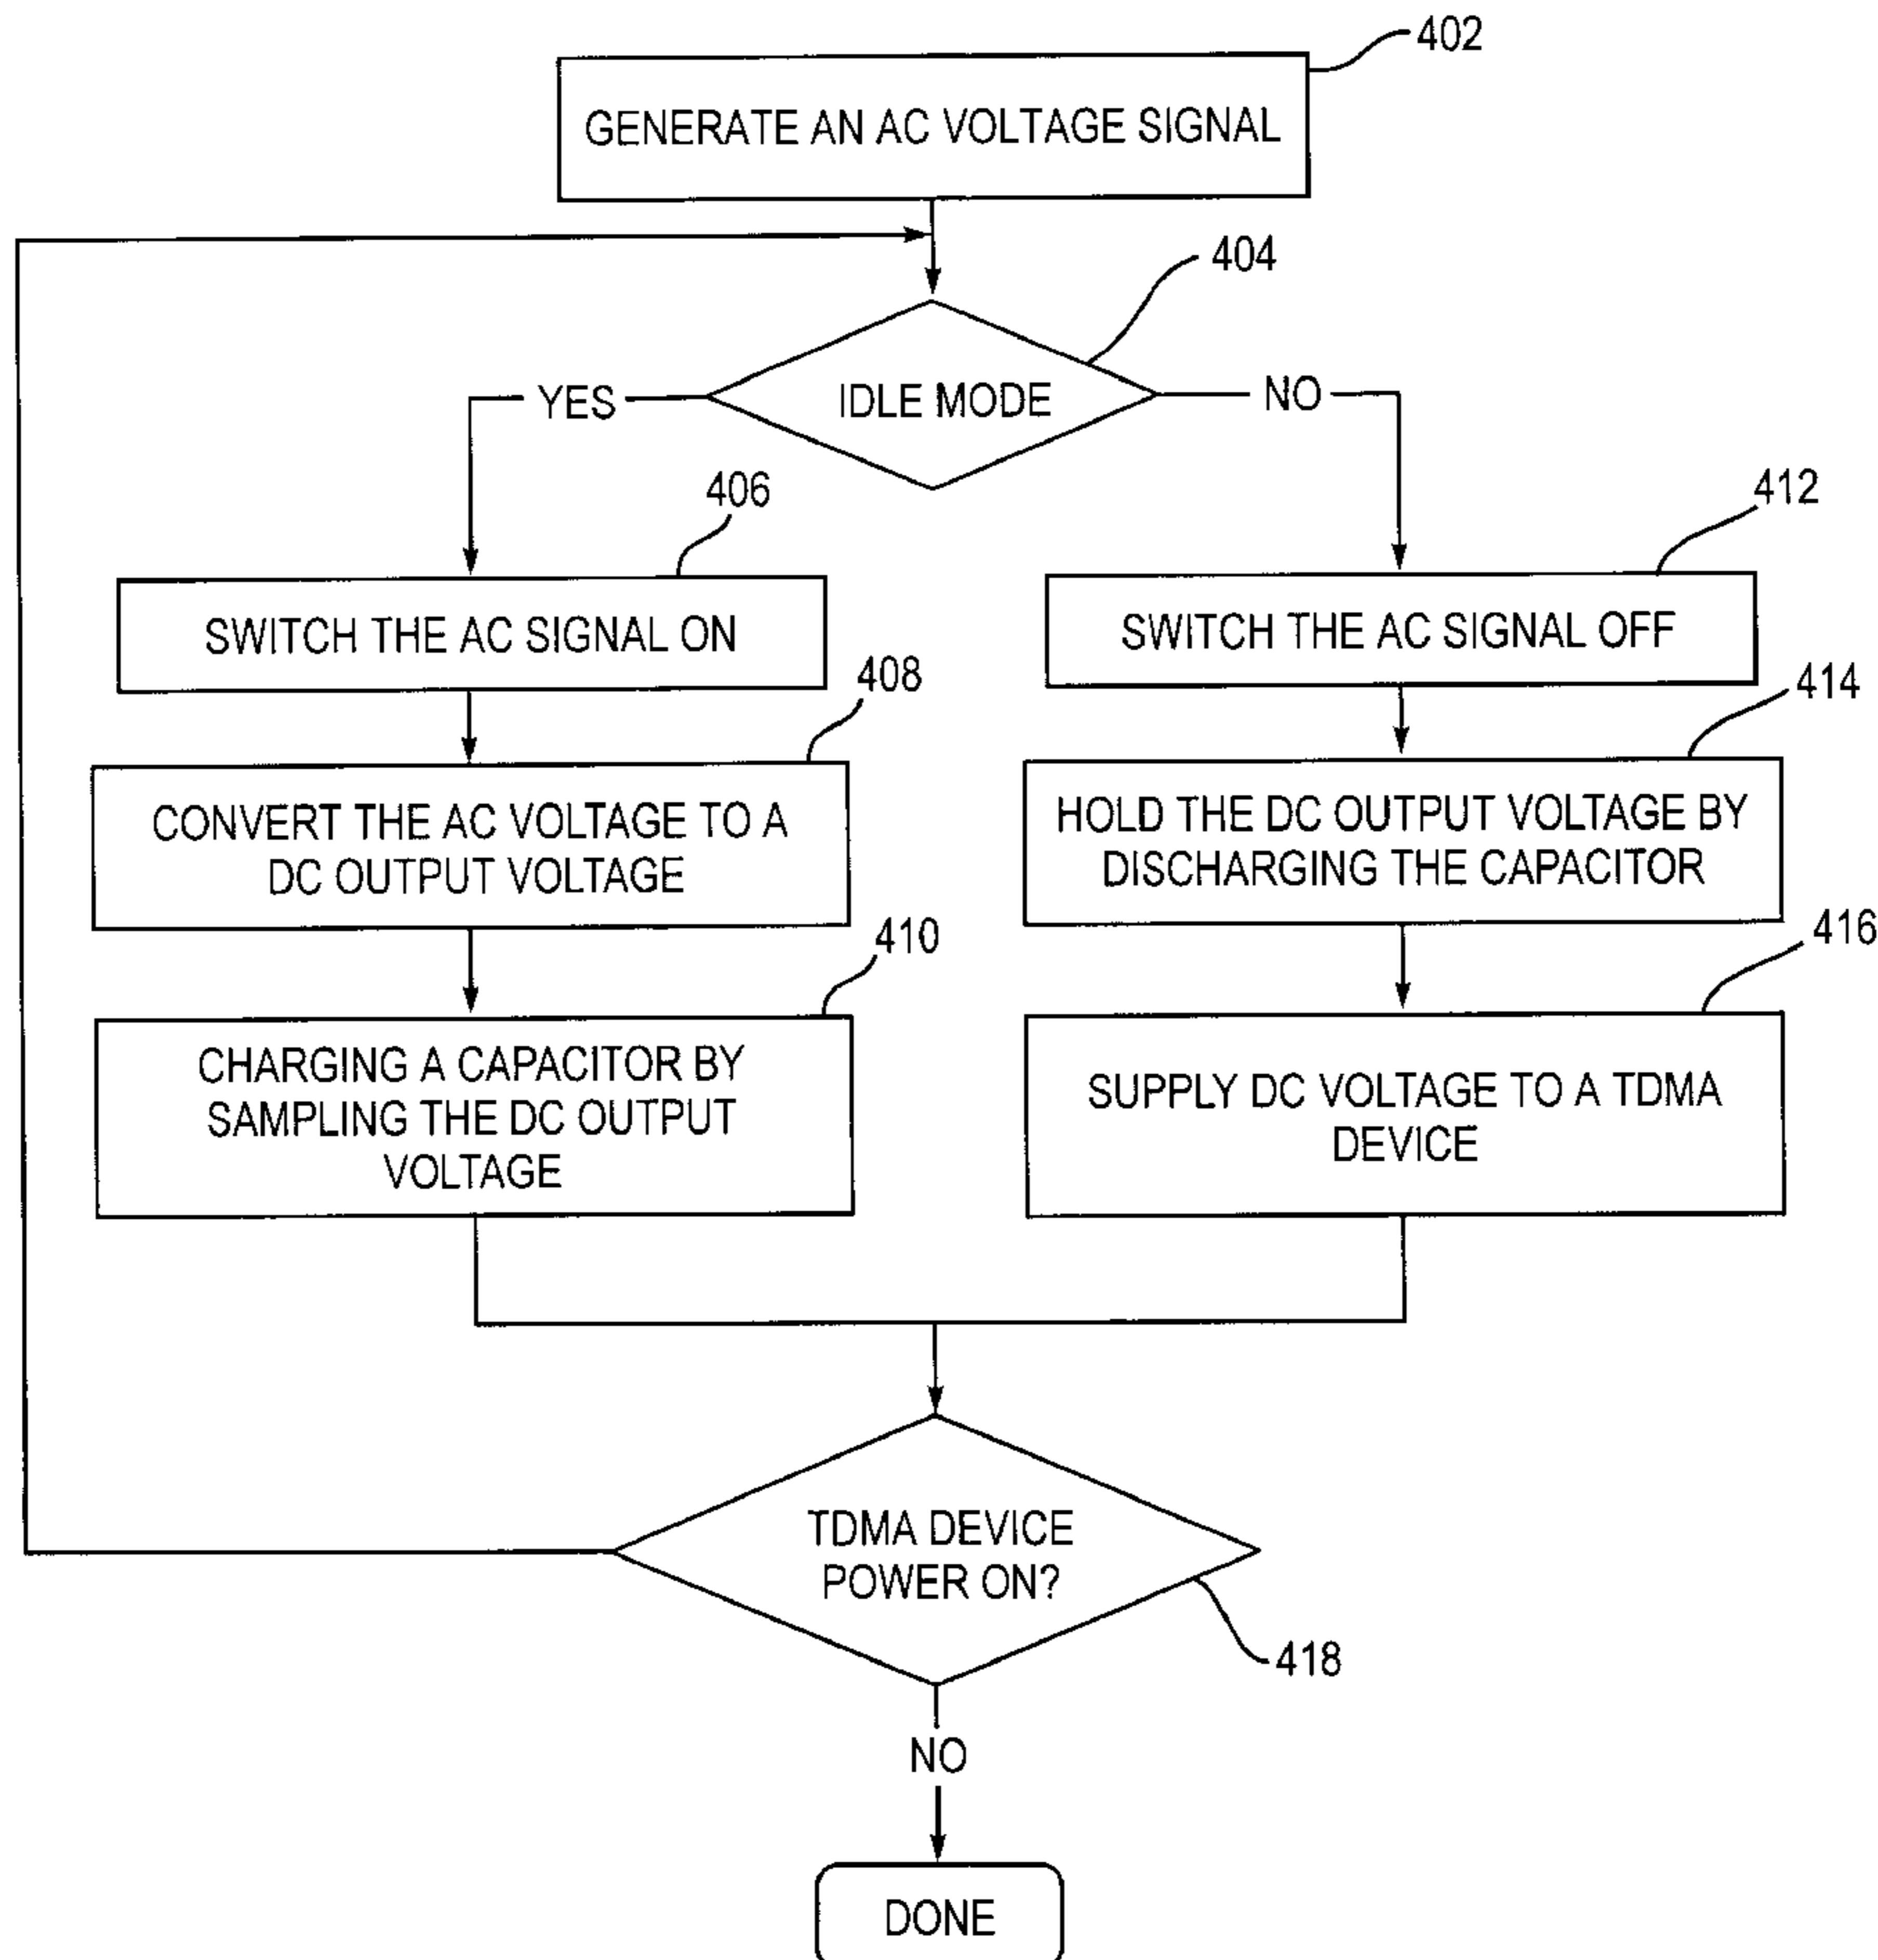 402
GENERATE AN AC VOLTAGE SIGNAL
404
IDLE MODE
YES
NO
406
SWITCH THE AC SIGNAL ON
412
SWITCH THE AC SIGNAL OFF
408
CONVERT THE AC VOLTAGE TO A
DC OUTPUT VOLTAGE
414
HOLD THE DC OUTPUT VOLTAGE BY
DISCHARGING THE CAPACITOR
410
CHARGING A CAPACITOR BY
SAMPLING THE DC OUTPUT
VOLTAGE
416
SUPPLY DC VOLTAGE TO A TDMA
DEVICE
TDMA DEVICE
POWER ON?
418
NO
DONE